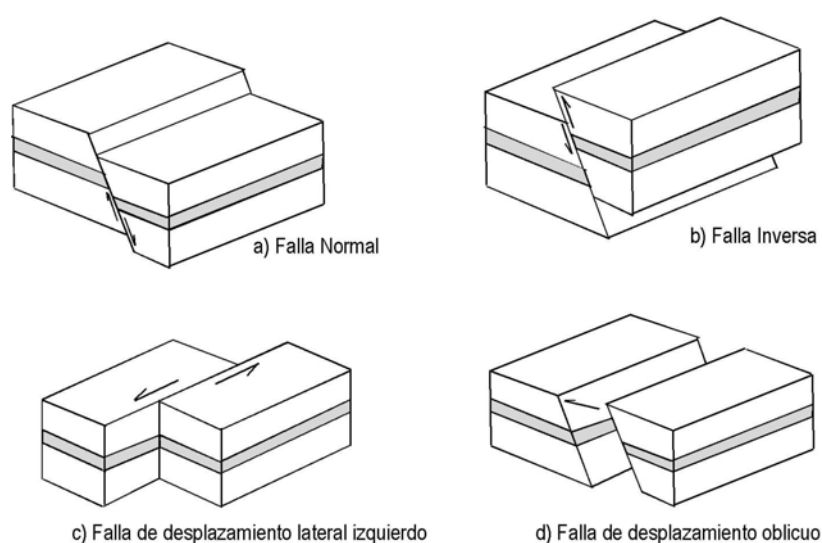 a) Falla Normal
b) Falla Inversa
c) Falla de desplazamiento lateral izquierdo
d) Falla de desplazamiento oblicuo